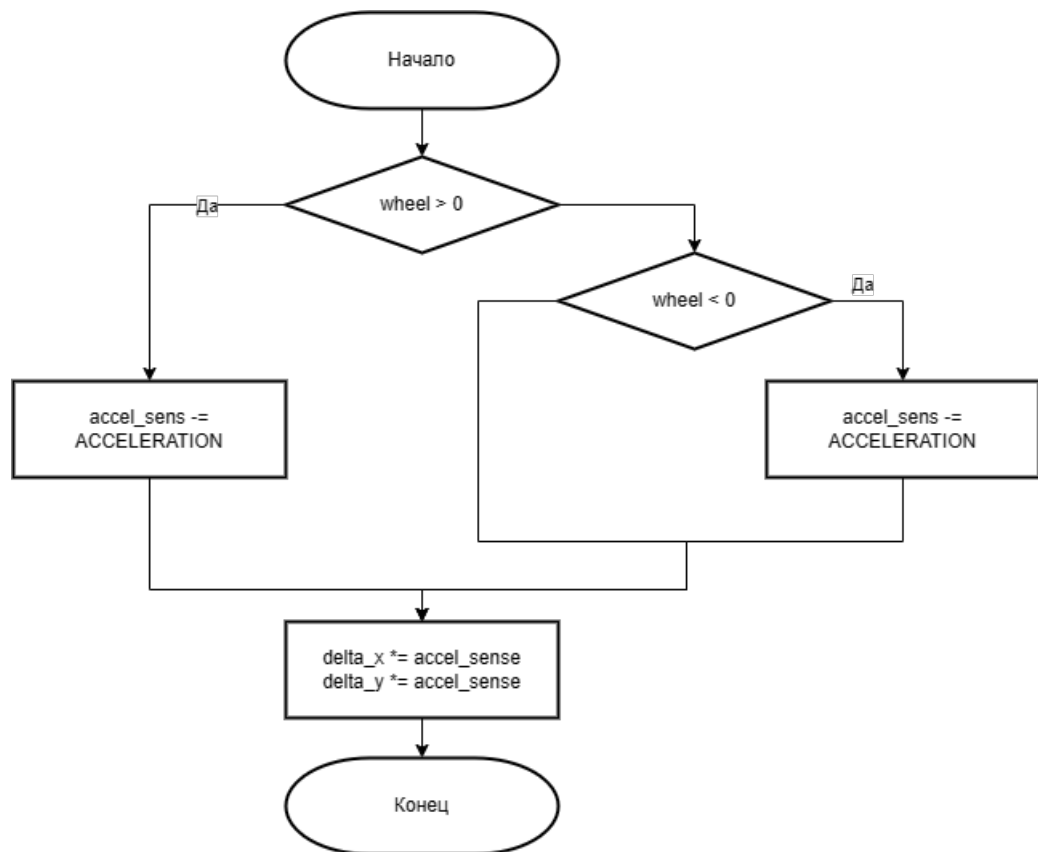 Начало
wheel > 0
Да
wheel < 0
Да
accel_sens -=
ACCELERATION
accel_sens -=
ACCELERATION
delta_x *= accel_sense
delta_y *= accel_sense
Конец